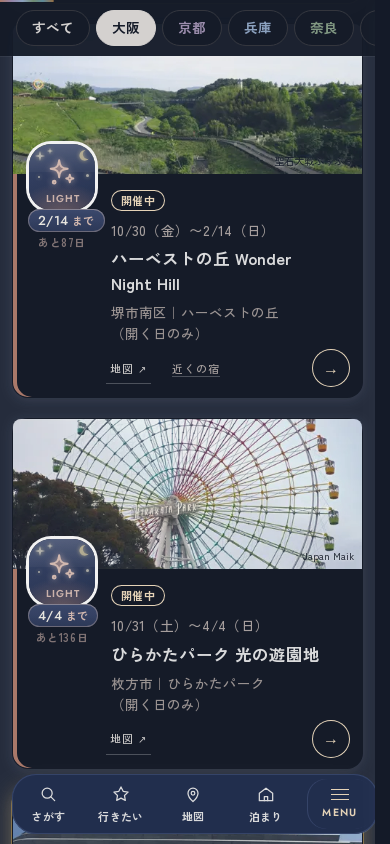 すべて
大阪
京都
兵庫
奈良
LIGHT
2/14 まで
あと87日
開催中
10/30（金）〜2/14（日）
ハーベストの丘 Wonder
Night Hill
堺市南区｜ハーベストの丘
（開く日のみ）
地図 ↗
近くの宿
→
Japan Maik
LIGHT
4/4 まで
あと136日
開催中
10/31（土）〜4/4（日）
ひらかたパーク 光の遊園地
枚方市｜ひらかたパーク
（開く日のみ）
地図 ↗
→
さがす
行きたい
地図
泊まり
MENU